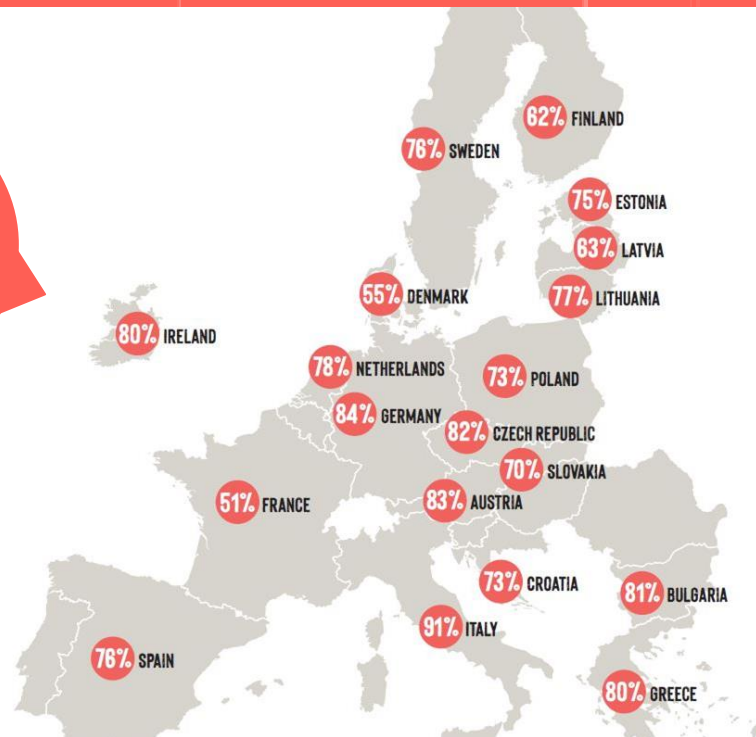 62% FINLAND
76% SWEDEN
75% ESTONIA
63% LATVIA
55% DENMARK
77% LITHUANIA
80% IRELAND
78% NETHERLANDS
73% POLAND
84% GERMANY
82% CZECH REPUBLIC
70% SLOVAKIA
51% FRANCE
83% AUSTRIA
73% CROATIA
81% BULGARIA
91% ITALY
76% SPAIN
80% GREECE